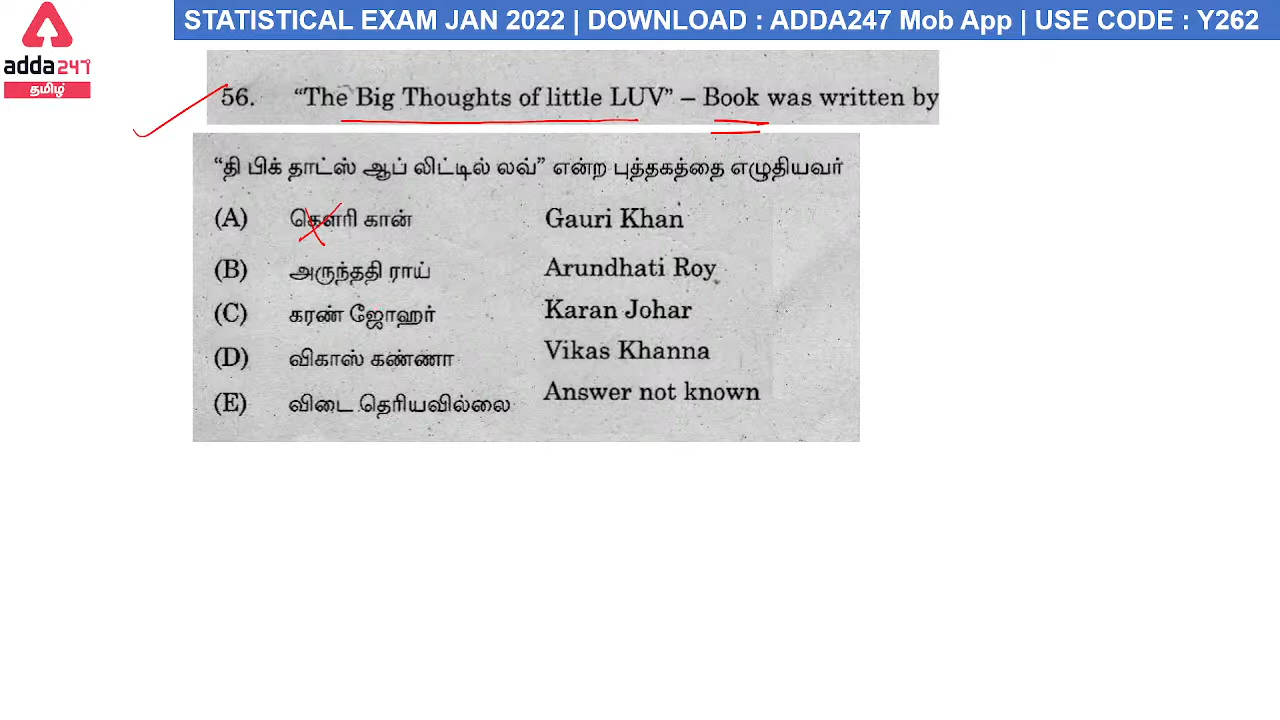 STATISTICAL EXAM JAN 2022 | DOWNLOAD : ADDA247 Mob App | USE CODE : Y262
adda247
தமிழ்
56. “The Big Thoughts of little LUV” – Book was written by
“தி பிக் தாட்ஸ் ஆப் லிட்டில் லவ்” என்ற புத்தகத்தை எழுதியவர்
(A) கௌரி கான் Gauri Khan
(B) அருந்ததி ராய் Arundhati Roy
(C) கரண் ஜோஹர் Karan Johar
(D) விகாஸ் கண்ணா Vikas Khanna
(E) விடை தெரியவில்லை Answer not known